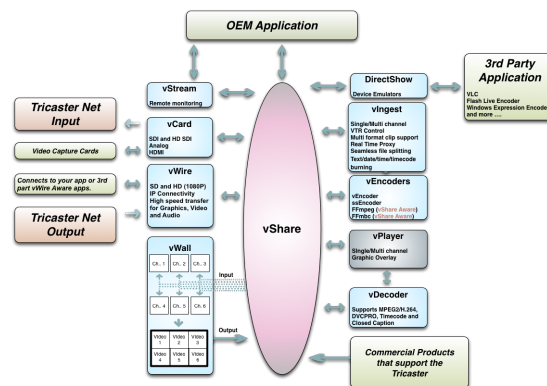 OEM Application
vStream
Remote monitoring
DirectShow
Device Emulators
3rd Party
Application
VLC
Flash Live Encoder
Windows Expression Encoder
and more ....
Tricaster Net
Input
vCard
SDI and HD SDI
Analog
HDMI
Video Capture Cards
vIngest
Single/Multi channel
VTR Control
Multi format clip support
Real Time Proxy
Seamless file splitting
Text/date/time/timecode
burning
Connects to your app or 3rd
part vWire Aware apps.
vWire
SD and HD (1080P)
IP Connectivity
High speed transfer
for Graphics, Video
and Audio
vEncoders
vEncoder
ssEncoder
FFmpeg (vShare Aware)
FFmbc (vShare Aware)
Tricaster Net
Output
vShare
vPlayer
Single/Multi channel
Graphic Overlay
vWall
Ch.. 1 Ch.. 2 Ch.. 3
Input
Ch.. 4 Ch.. 5 Ch. 6
vDecoder
Supports MPEG2/H.264,
DVCPRO, Timecode and
Closed Caption
Output
Video 1 Video 2 Video 3
Video 4 Video 5 Video 6
Commercial Products
that support the
Tricaster